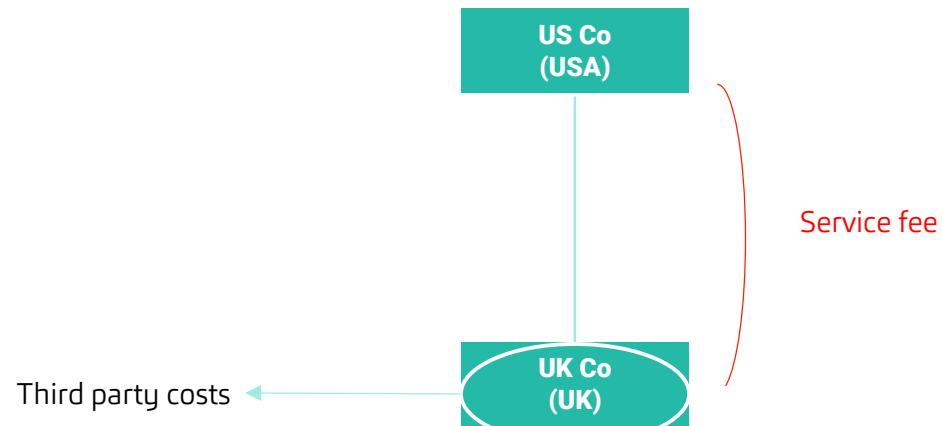 US Co
(USA)
Service fee
UK Co
(UK)
Third party costs